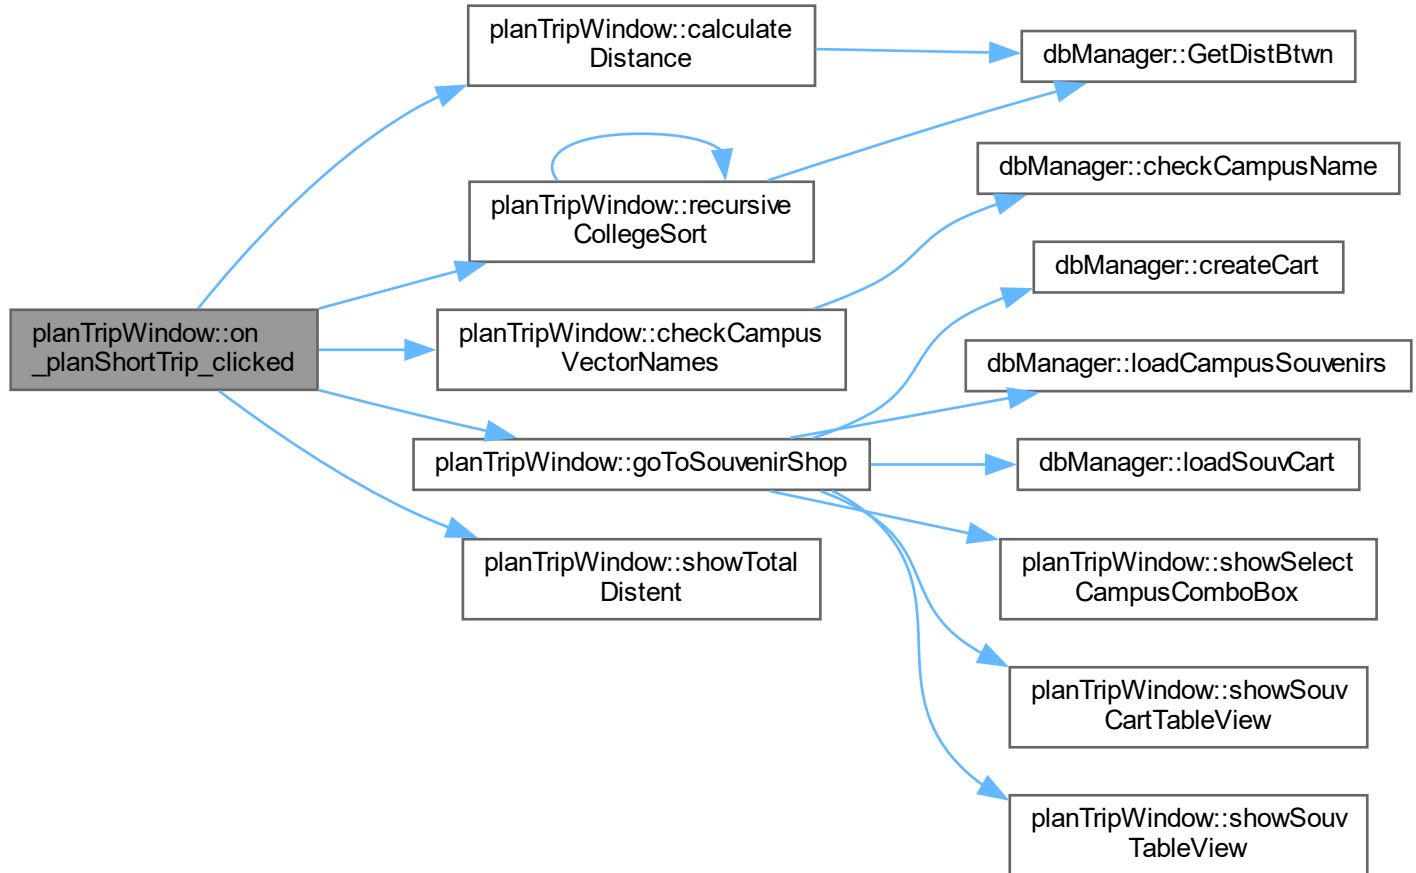 planTripWindow::on
_planShortTrip_clicked
planTripWindow::calculate
Distance
planTripWindow::recursive
CollegeSort
planTripWindow::checkCampus
VectorNames
planTripWindow::goToSouvenirShop
planTripWindow::showTotal
Distent
dbManager::GetDistBtwn
dbManager::checkCampusName
dbManager::createCart
dbManager::loadCampusSouvenirs
dbManager::loadSouvCart
planTripWindow::showSelect
CampusComboBox
planTripWindow::showSouv
CartTableView
planTripWindow::showSouv
TableView